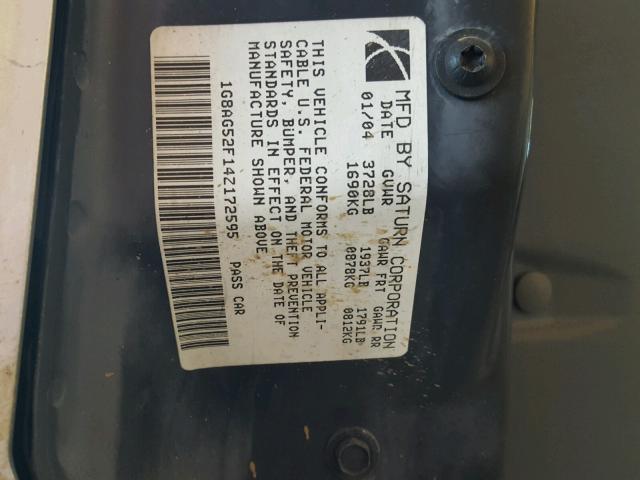 MFD BY SATURN CORPORATION
DATE GVWR GAWR FRT GAWR RR
01/04 3728LB 1937LB 1791LB
1690KG 0878KG 0812KG
THIS VEHICLE CONFORMS TO ALL APPLI-
CABLE U.S. FEDERAL MOTOR VEHICLE
SAFETY, BUMPER, AND THEFT PREVENTION
STANDARDS IN EFFECT ON THE DATE OF
MANUFACTURE SHOWN ABOVE
1G8AG52F14Z172595 PASS CAR